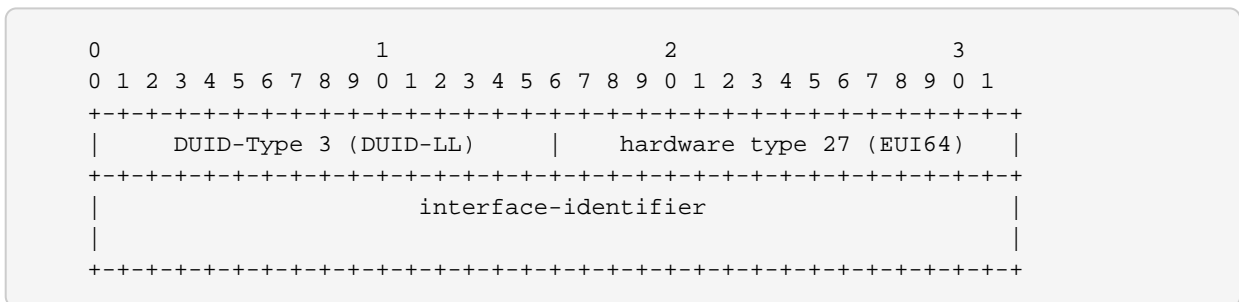 0                   1                   2                   3
0 1 2 3 4 5 6 7 8 9 0 1 2 3 4 5 6 7 8 9 0 1 2 3 4 5 6 7 8 9 0 1
+-+-+-+-+-+-+-+-+-+-+-+-+-+-+-+-+-+-+-+-+-+-+-+-+-+-+-+-+-+-+-+-+
|     DUID-Type 3 (DUID-LL)     |    hardware type 27 (EUI64)   |
+-+-+-+-+-+-+-+-+-+-+-+-+-+-+-+-+-+-+-+-+-+-+-+-+-+-+-+-+-+-+-+-+
|                      interface-identifier                     |
|                                                               |
+-+-+-+-+-+-+-+-+-+-+-+-+-+-+-+-+-+-+-+-+-+-+-+-+-+-+-+-+-+-+-+-+